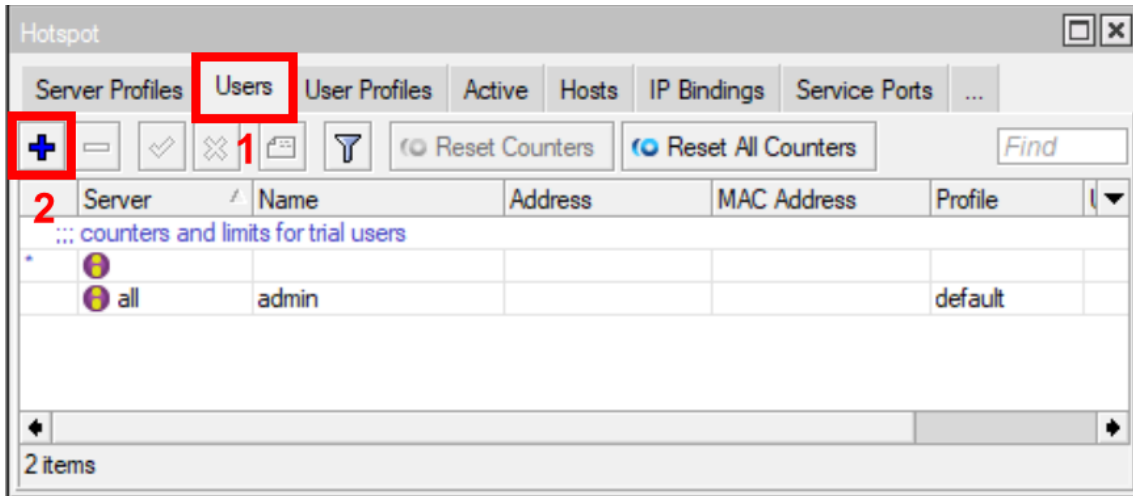 Hotspot
Server Profiles Users User Profiles Active Hosts IP Bindings Service Ports ...
1 Reset Counters Reset All Counters Find
2 Server Name Address MAC Address Profile
;;; counters and limits for trial users
*
all admin default
2 items